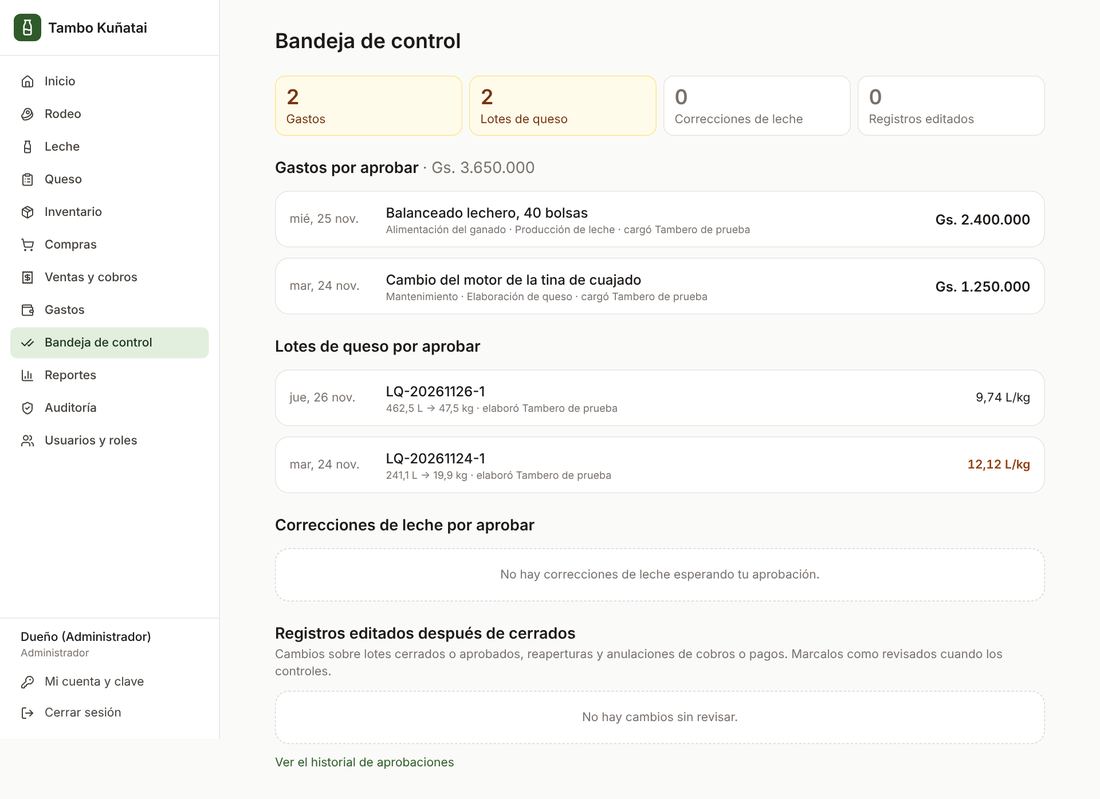 Tambo Kuñatai
Inicio
Rodeo
Leche
Queso
Inventario
Compras
Ventas y cobros
Gastos
Bandeja de control
Reportes
Auditoría
Usuarios y roles
Dueño (Administrador)
Administrador
Mi cuenta y clave
Cerrar sesión
Bandeja de control
2
Gastos
2
Lotes de queso
0
Correcciones de leche
0
Registros editados
Gastos por aprobar · Gs. 3.650.000
mié, 25 nov.
Balanceado lechero, 40 bolsas
Alimentación del ganado · Producción de leche · cargó Tambero de prueba
Gs. 2.400.000
mar, 24 nov.
Cambio del motor de la tina de cuajado
Mantenimiento · Elaboración de queso · cargó Tambero de prueba
Gs. 1.250.000
Lotes de queso por aprobar
jue, 26 nov.
LQ-20261126-1
462,5 L → 47,5 kg · elaboró Tambero de prueba
9,74 L/kg
mar, 24 nov.
LQ-20261124-1
241,1 L → 19,9 kg · elaboró Tambero de prueba
12,12 L/kg
Correcciones de leche por aprobar
No hay correcciones de leche esperando tu aprobación.
Registros editados después de cerrados
Cambios sobre lotes cerrados o aprobados, reaperturas y anulaciones de cobros o pagos. Marcalos como revisados cuando los
controles.
No hay cambios sin revisar.
Ver el historial de aprobaciones